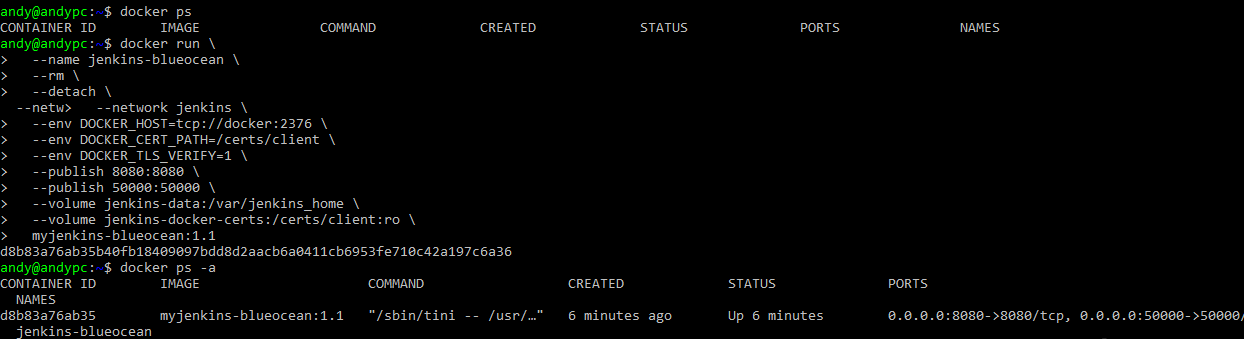 andy@andypc:~$ docker ps
CONTAINER ID        IMAGE               COMMAND             CREATED             STATUS              PORTS               NAMES
andy@andypc:~$ docker run \
>   --name jenkins-blueocean \
>   --rm \
>   --detach \
  --netw>   --network jenkins \
>   --env DOCKER_HOST=tcp://docker:2376 \
>   --env DOCKER_CERT_PATH=/certs/client \
>   --env DOCKER_TLS_VERIFY=1 \
>   --publish 8080:8080 \
>   --publish 50000:50000 \
>   --volume jenkins-data:/var/jenkins_home \
>   --volume jenkins-docker-certs:/certs/client:ro \
>   myjenkins-blueocean:1.1
d8b83a76ab35b40fb18409097bdd8d2aacb6a0411cb6953fe710c42a197c6a36
andy@andypc:~$ docker ps -a
CONTAINER ID        IMAGE                     COMMAND                  CREATED             STATUS              PORTS
  NAMES
d8b83a76ab35        myjenkins-blueocean:1.1   "/sbin/tini -- /usr/…"   6 minutes ago       Up 6 minutes        0.0.0.0:8080->8080/tcp, 0.0.0.0:50000->50000/
  jenkins-blueocean